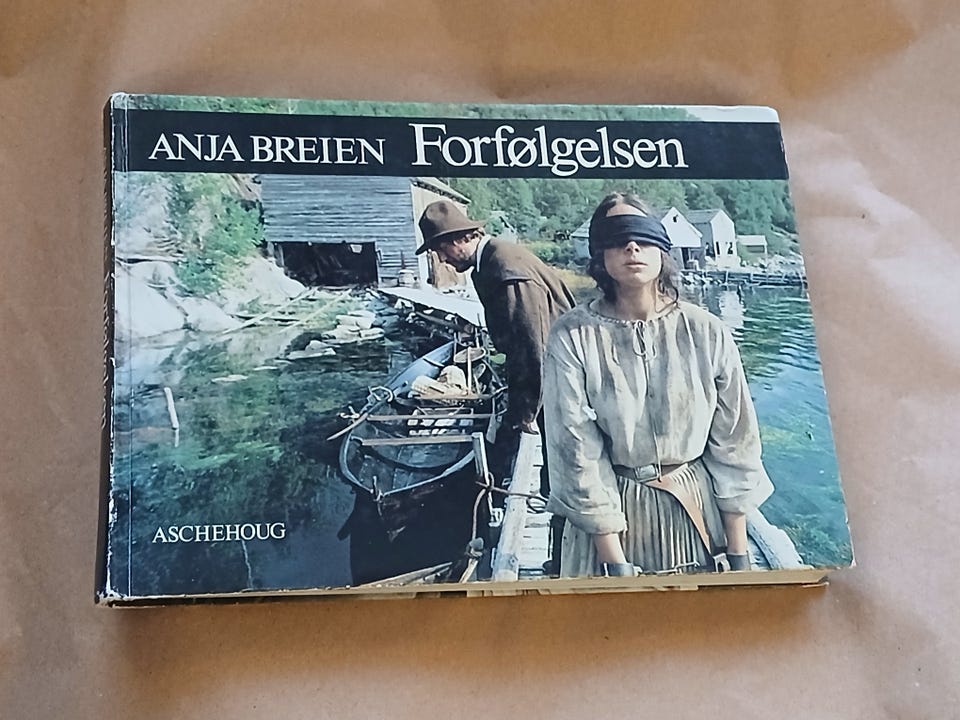 ANJA BREIEN Forfølgelsen
ASCHEHOUG